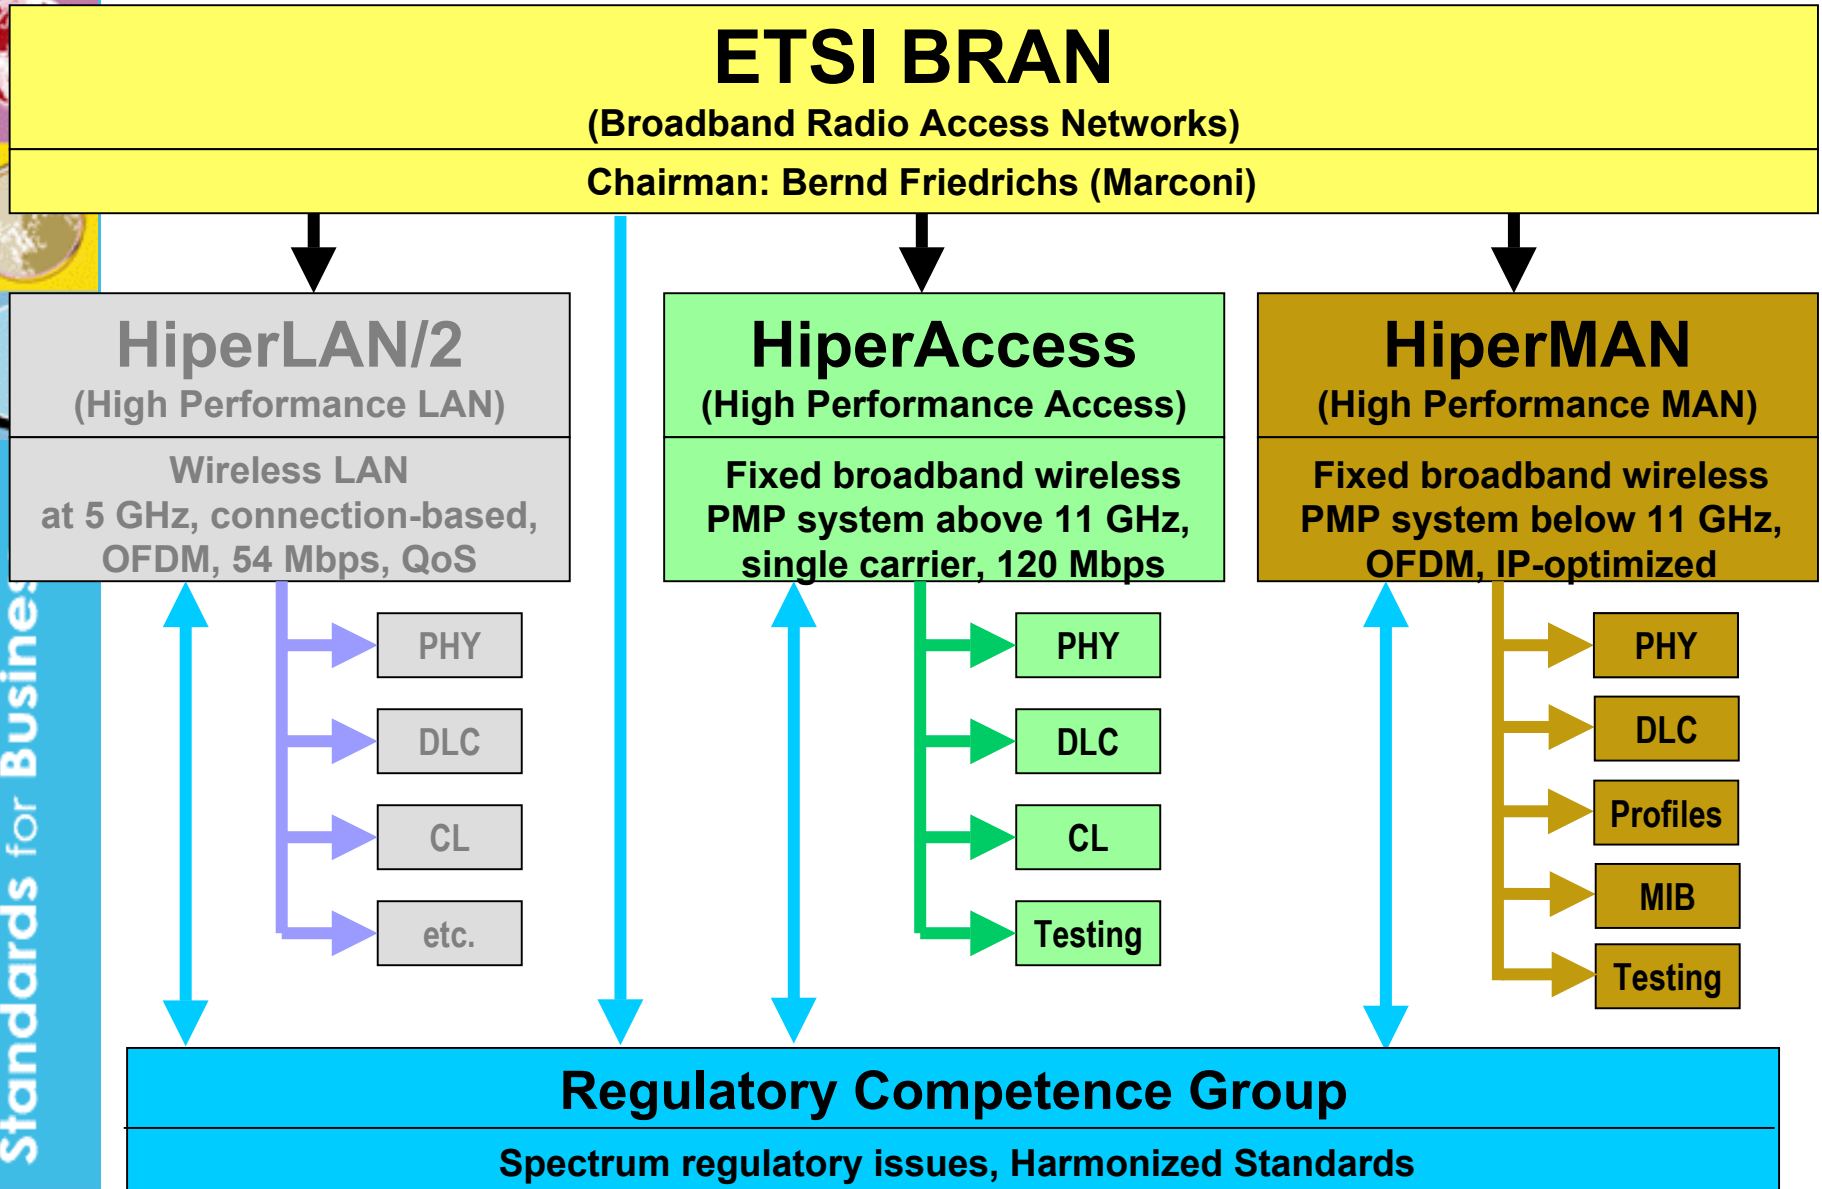 ETSI BRAN
(Broadband Radio Access Networks)
Chairman: Bernd Friedrichs (Marconi)
HiperLAN/2
(High Performance LAN)
Wireless LAN
at 5 GHz, connection-based,
OFDM, 54 Mbps, QoS
PHY
DLC
CL
etc.
HiperAccess
(High Performance Access)
Fixed broadband wireless
PMP system above 11 GHz,
single carrier, 120 Mbps
PHY
DLC
CL
Testing
HiperMAN
(High Performance MAN)
Fixed broadband wireless
PMP system below 11 GHz,
OFDM, IP-optimized
PHY
DLC
Profiles
MIB
Testing
Regulatory Competence Group
Spectrum regulatory issues, Harmonized Standards
Standards for Busines